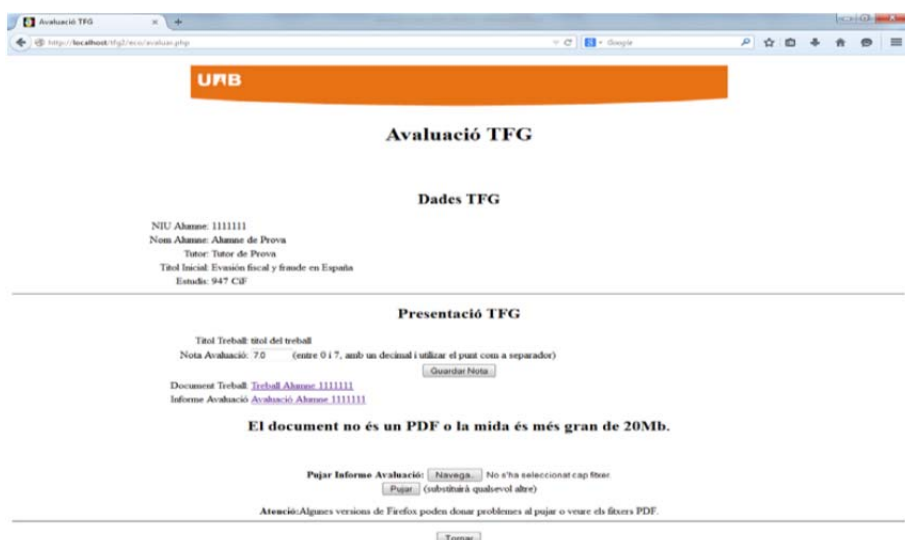 Avaluació TFG
http://localhost/tfg2/eco/avaluar.php
Google
UAB
Avaluació TFG
Dades TFG
NIU Alumne: 1111111
Nom Alumne: Alumne de Prova
Tutor: Tutor de Prova
Títol Inicial: Evasión fiscal y fraude en España
Estudis: 947 CiF
Presentació TFG
Titol Treball: titol del treball
Nota Avaluació: 7.0 (entre 0 i 7, amb un decimal i utilizar el punt com a separador)
Guardar Nota
Document Treball: Treball Alumne 1111111
Informe Avaluació Avaluació Alumne 1111111
El document no és un PDF o la mida és més gran de 20Mb.
Pujar Informe Avaluació: Navega.. No s'ha seleccionat cap fitxer.
Pujar (substituirà qualsevol altre)
Atenció:Algunes versions de Firefox poden donar problemes al pujar o veure els fitxers PDF.
Tornar